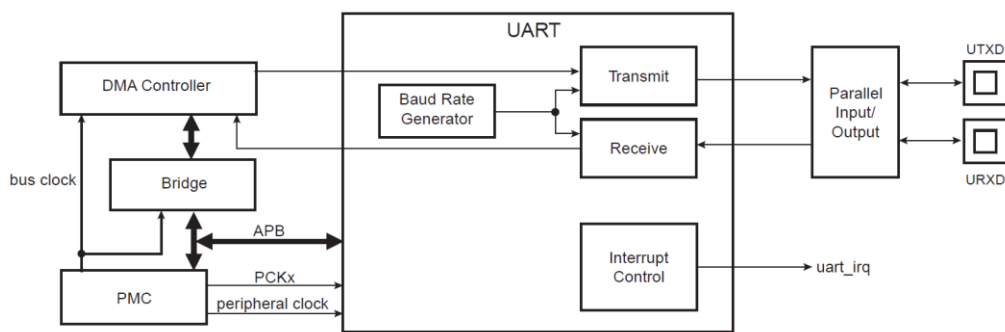 UART
UTXD
DMA Controller
Transmit
Baud Rate
Generator
Parallel
Input/
Output
Receive
URXD
bus clock
Bridge
APB
Interrupt
Control
uart_irq
PMC
PCKx
peripheral clock